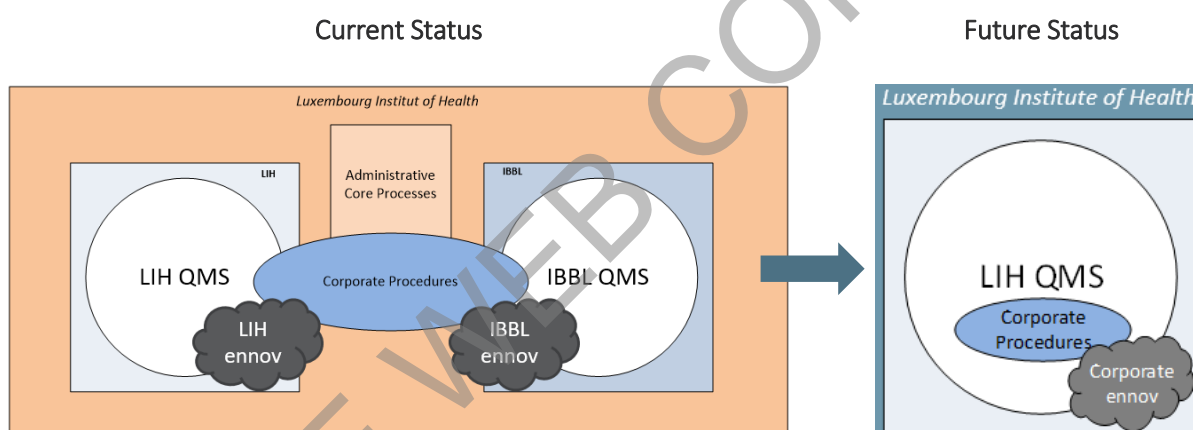 Current Status
Future Status
Luxembourg Institut of Health
Luxembourg Institute of Health
LIH
Administrative
Core Processes
IBBL
LIH QMS
Corporate Procedures
IBBL QMS
LIH
ennov
IBBL
ennov
LIH QMS
Corporate
Procedures
Corporate
ennov
WEB